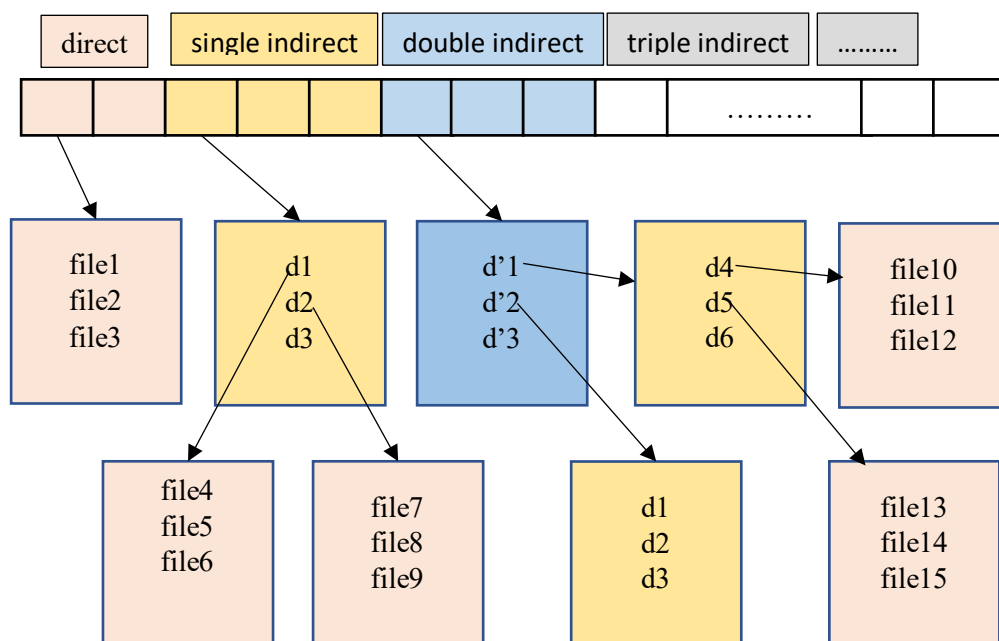 direct
single indirect
double indirect
triple indirect
………
………
file1
file2
file3
d1
d2
d3
d’1
d’2
d’3
d4
d5
d6
file10
file11
file12
file4
file5
file6
file7
file8
file9
d1
d2
d3
file13
file14
file15